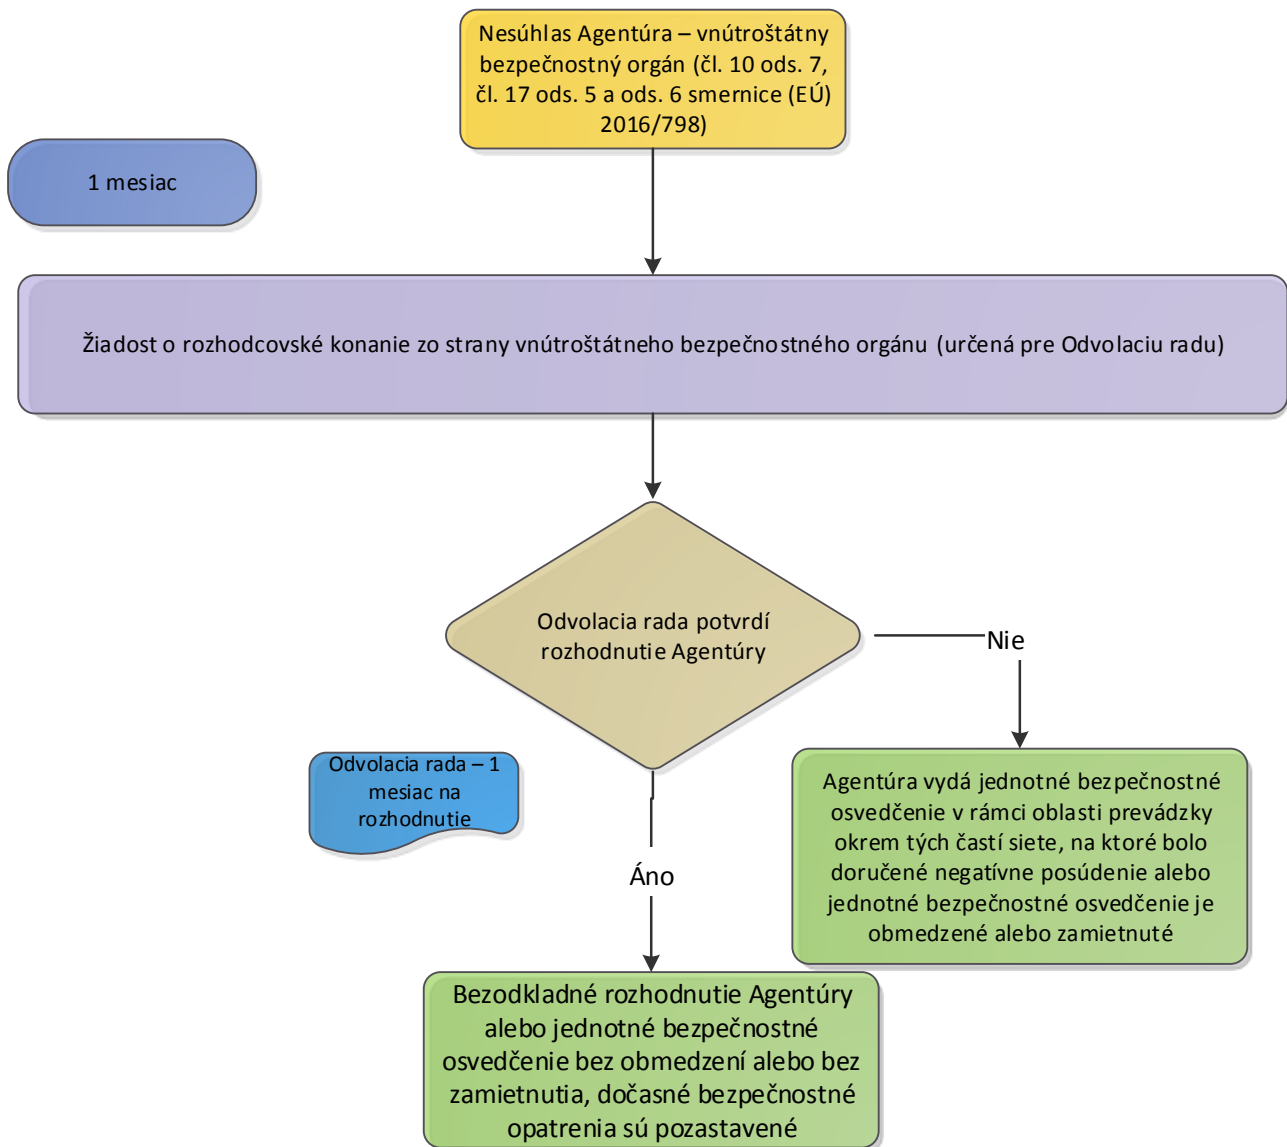 Nesúhlas Agentúra – vnútroštátny
bezpečnostný orgán (čl. 10 ods. 7,
čl. 17 ods. 5 a ods. 6 smernice (EÚ)
2016/798)
1 mesiac
Žiadost o rozhodcovské konanie zo strany vnútroštátneho bezpečnostného orgánu (určená pre Odvolaciu radu)
Odvolacia rada potvrdí
rozhodnutie Agentúry
Nie
Odvolacia rada – 1
mesiac na
rozhodnutie
Agentúra vydá jednotné bezpečnostné
osvedčenie v rámci oblasti prevádzky
okrem tých častí siete, na ktoré bolo
doručené negatívne posúdenie alebo
jednotné bezpečnostné osvedčenie je
obmedzené alebo zamietnuté
Áno
Bezodkladné rozhodnutie Agentúry
alebo jednotné bezpečnostné
osvedčenie bez obmedzení alebo bez
zamietnutia, dočasné bezpečnostné
opatrenia sú pozastavené